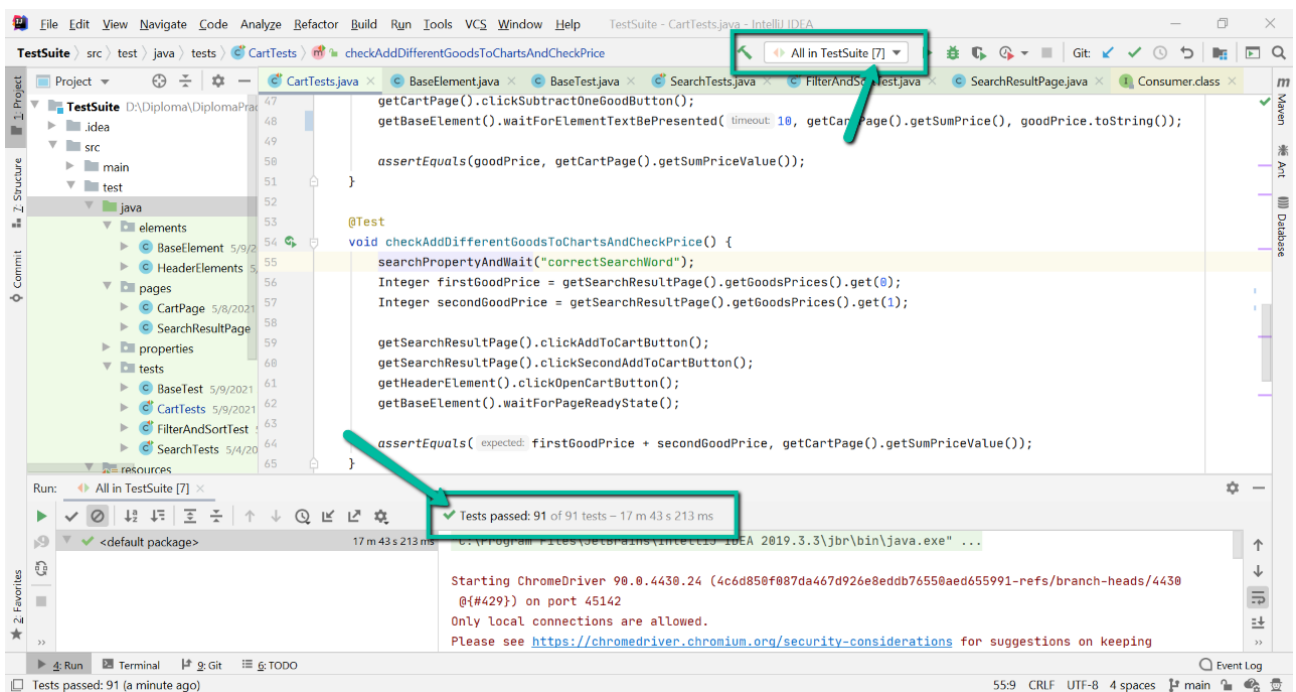 File Edit View Navigate Code Analyze Refactor Build Run Tools VCS Window Help TestSuite - CartTests.java - IntelliJ IDEA
TestSuite src test java tests CartTests checkAddDifferentGoodsToChartsAndCheckPrice All in TestSuite [7] Git:
Project CartTests.java BaseElement.java BaseTest.java SearchTests.java SearchResultPage.java Consumer.class
1: Project
7: Structure
Commit
2: Favorites
TestSuite D:\Diploma\DiplomaPrac
.idea
src
main
test
java
elements
BaseElement 5/9/2
HeaderElements 5,
pages
CartPage 5/8/2021
SearchResultPage
properties
tests
BaseTest 5/9/2021
CartTests 5/9/2021
FilterAndSortTest
SearchTests 5/4/20
resources
47 getCartPage().clickSubtractOneGoodButton();
48 getBaseElement().waitForElementTextBePresented( timeout: 10, getCartPage().getSumPrice(), goodPrice.toString());
49
50 assertEquals(goodPrice, getCartPage().getSumPriceValue());
51 }
52
53 @Test
54 void checkAddDifferentGoodsToChartsAndCheckPrice() {
55 searchPropertyAndWait("correctSearchWord");
56 Integer firstGoodPrice = getSearchResultPage().getGoodsPrices().get(0);
57 Integer secondGoodPrice = getSearchResultPage().getGoodsPrices().get(1);
58
59 getSearchResultPage().clickAddToCartButton();
60 getSearchResultPage().clickSecondAddToCartButton();
61 getHeaderElement().clickOpenCartButton();
62 getBaseElement().waitForPageReadyState();
63
64 assertEquals( expected: firstGoodPrice + secondGoodPrice, getCartPage().getSumPriceValue());
65 }
Maven
Ant
Database
Run: All in TestSuite [7]
Tests passed: 91 of 91 tests – 17 m 43 s 213 ms
<default package> 17 m 43 s 213 ms
"C:\Program Files\JetBrains\IntelliJ IDEA 2019.3.3\jbr\bin\java.exe" ...
Starting ChromeDriver 90.0.4430.24 (4c6d850f087da467d926e8eddb76550aed655991-refs/branch-heads/4430
@{#429}) on port 45142
Only local connections are allowed.
Please see https://chromedriver.chromium.org/security-considerations for suggestions on keeping
4: Run Terminal 9: Git 6: TODO Event Log
Tests passed: 91 (a minute ago) 55:9 CRLF UTF-8 4 spaces main